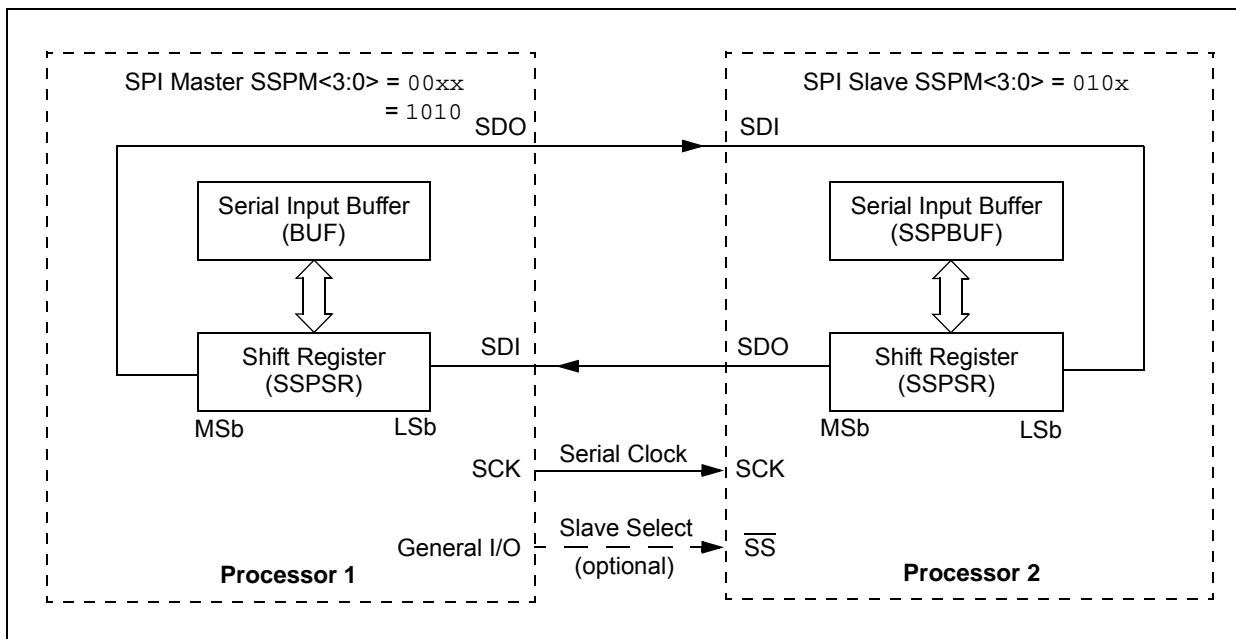 SPI Master SSPM<3:0> = 00xx
= 1010
SDO
Serial Input Buffer
(BUF)
Shift Register
(SSPSR)
MSb
LSb
SDI
SCK
General I/O
Processor 1
Serial Clock
Slave Select
(optional)
SPI Slave SSPM<3:0> = 010x
SDI
Serial Input Buffer
(SSPBUF)
SDO
Shift Register
(SSPSR)
MSb
LSb
SCK
S̅S̅
Processor 2